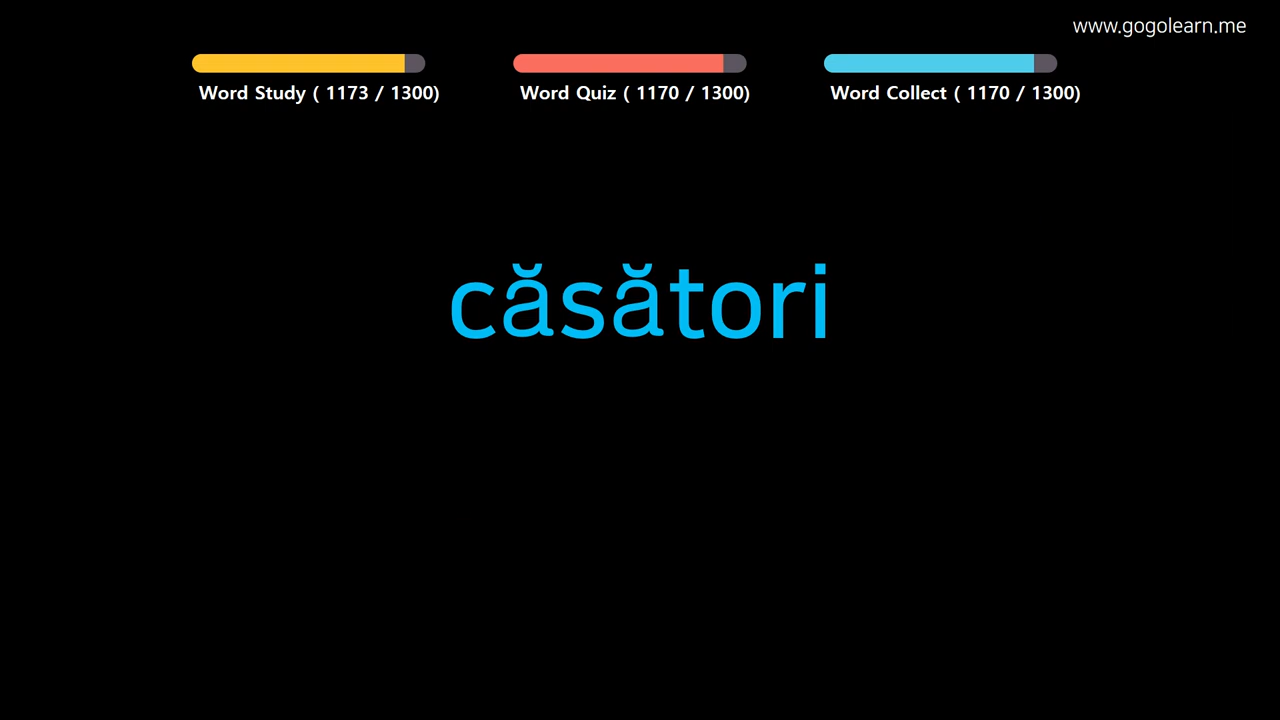 www.gogolearn.me
Word Study ( 1173 / 1300)
Word Quiz ( 1170 / 1300)
Word Collect ( 1170 / 1300)
căsători